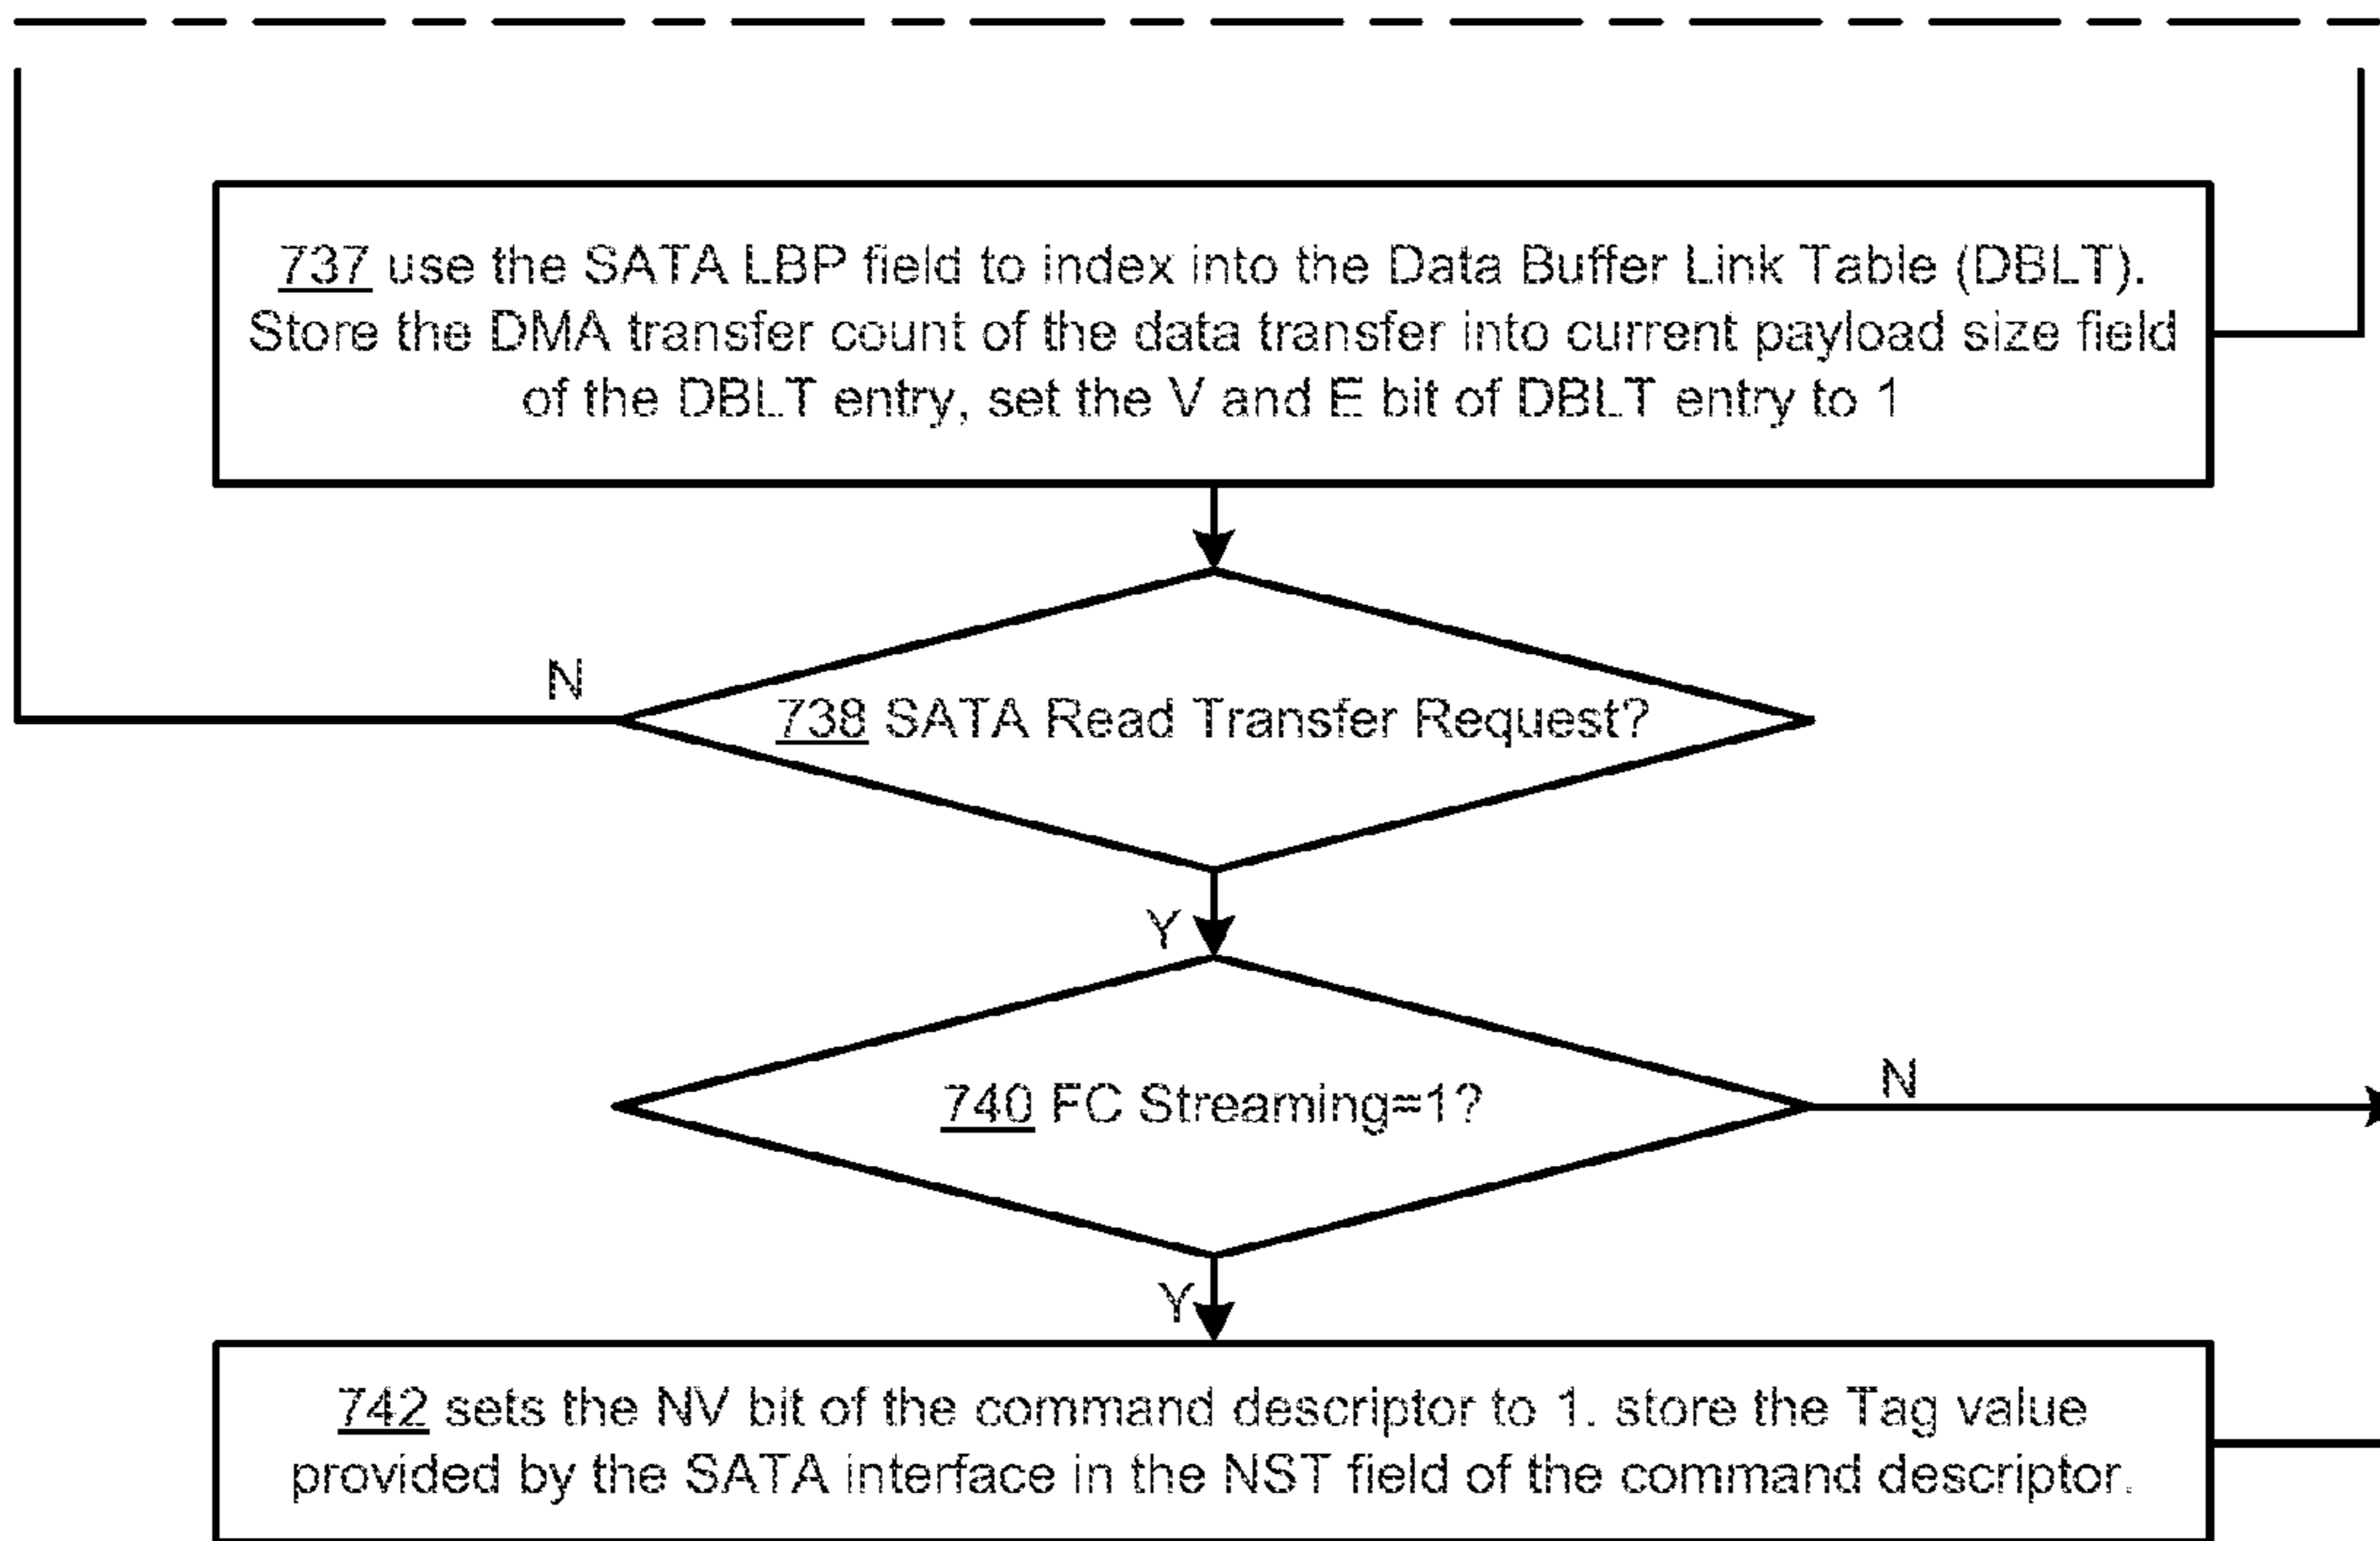 737 use the SATA LBP field to index into the Data Buffer Link Table (DBLT).
Store the DMA transfer count of the data transfer into current payload size field
of the DBLT entry, set the V and E bit of DBLT entry to 1
N
738 SATA Read Transfer Request?
Y
N
740 FC Streaming=1?
Y
742 sets the NV bit of the command descriptor to 1. store the Tag value
provided by the SATA interface in the NST field of the command descriptor.